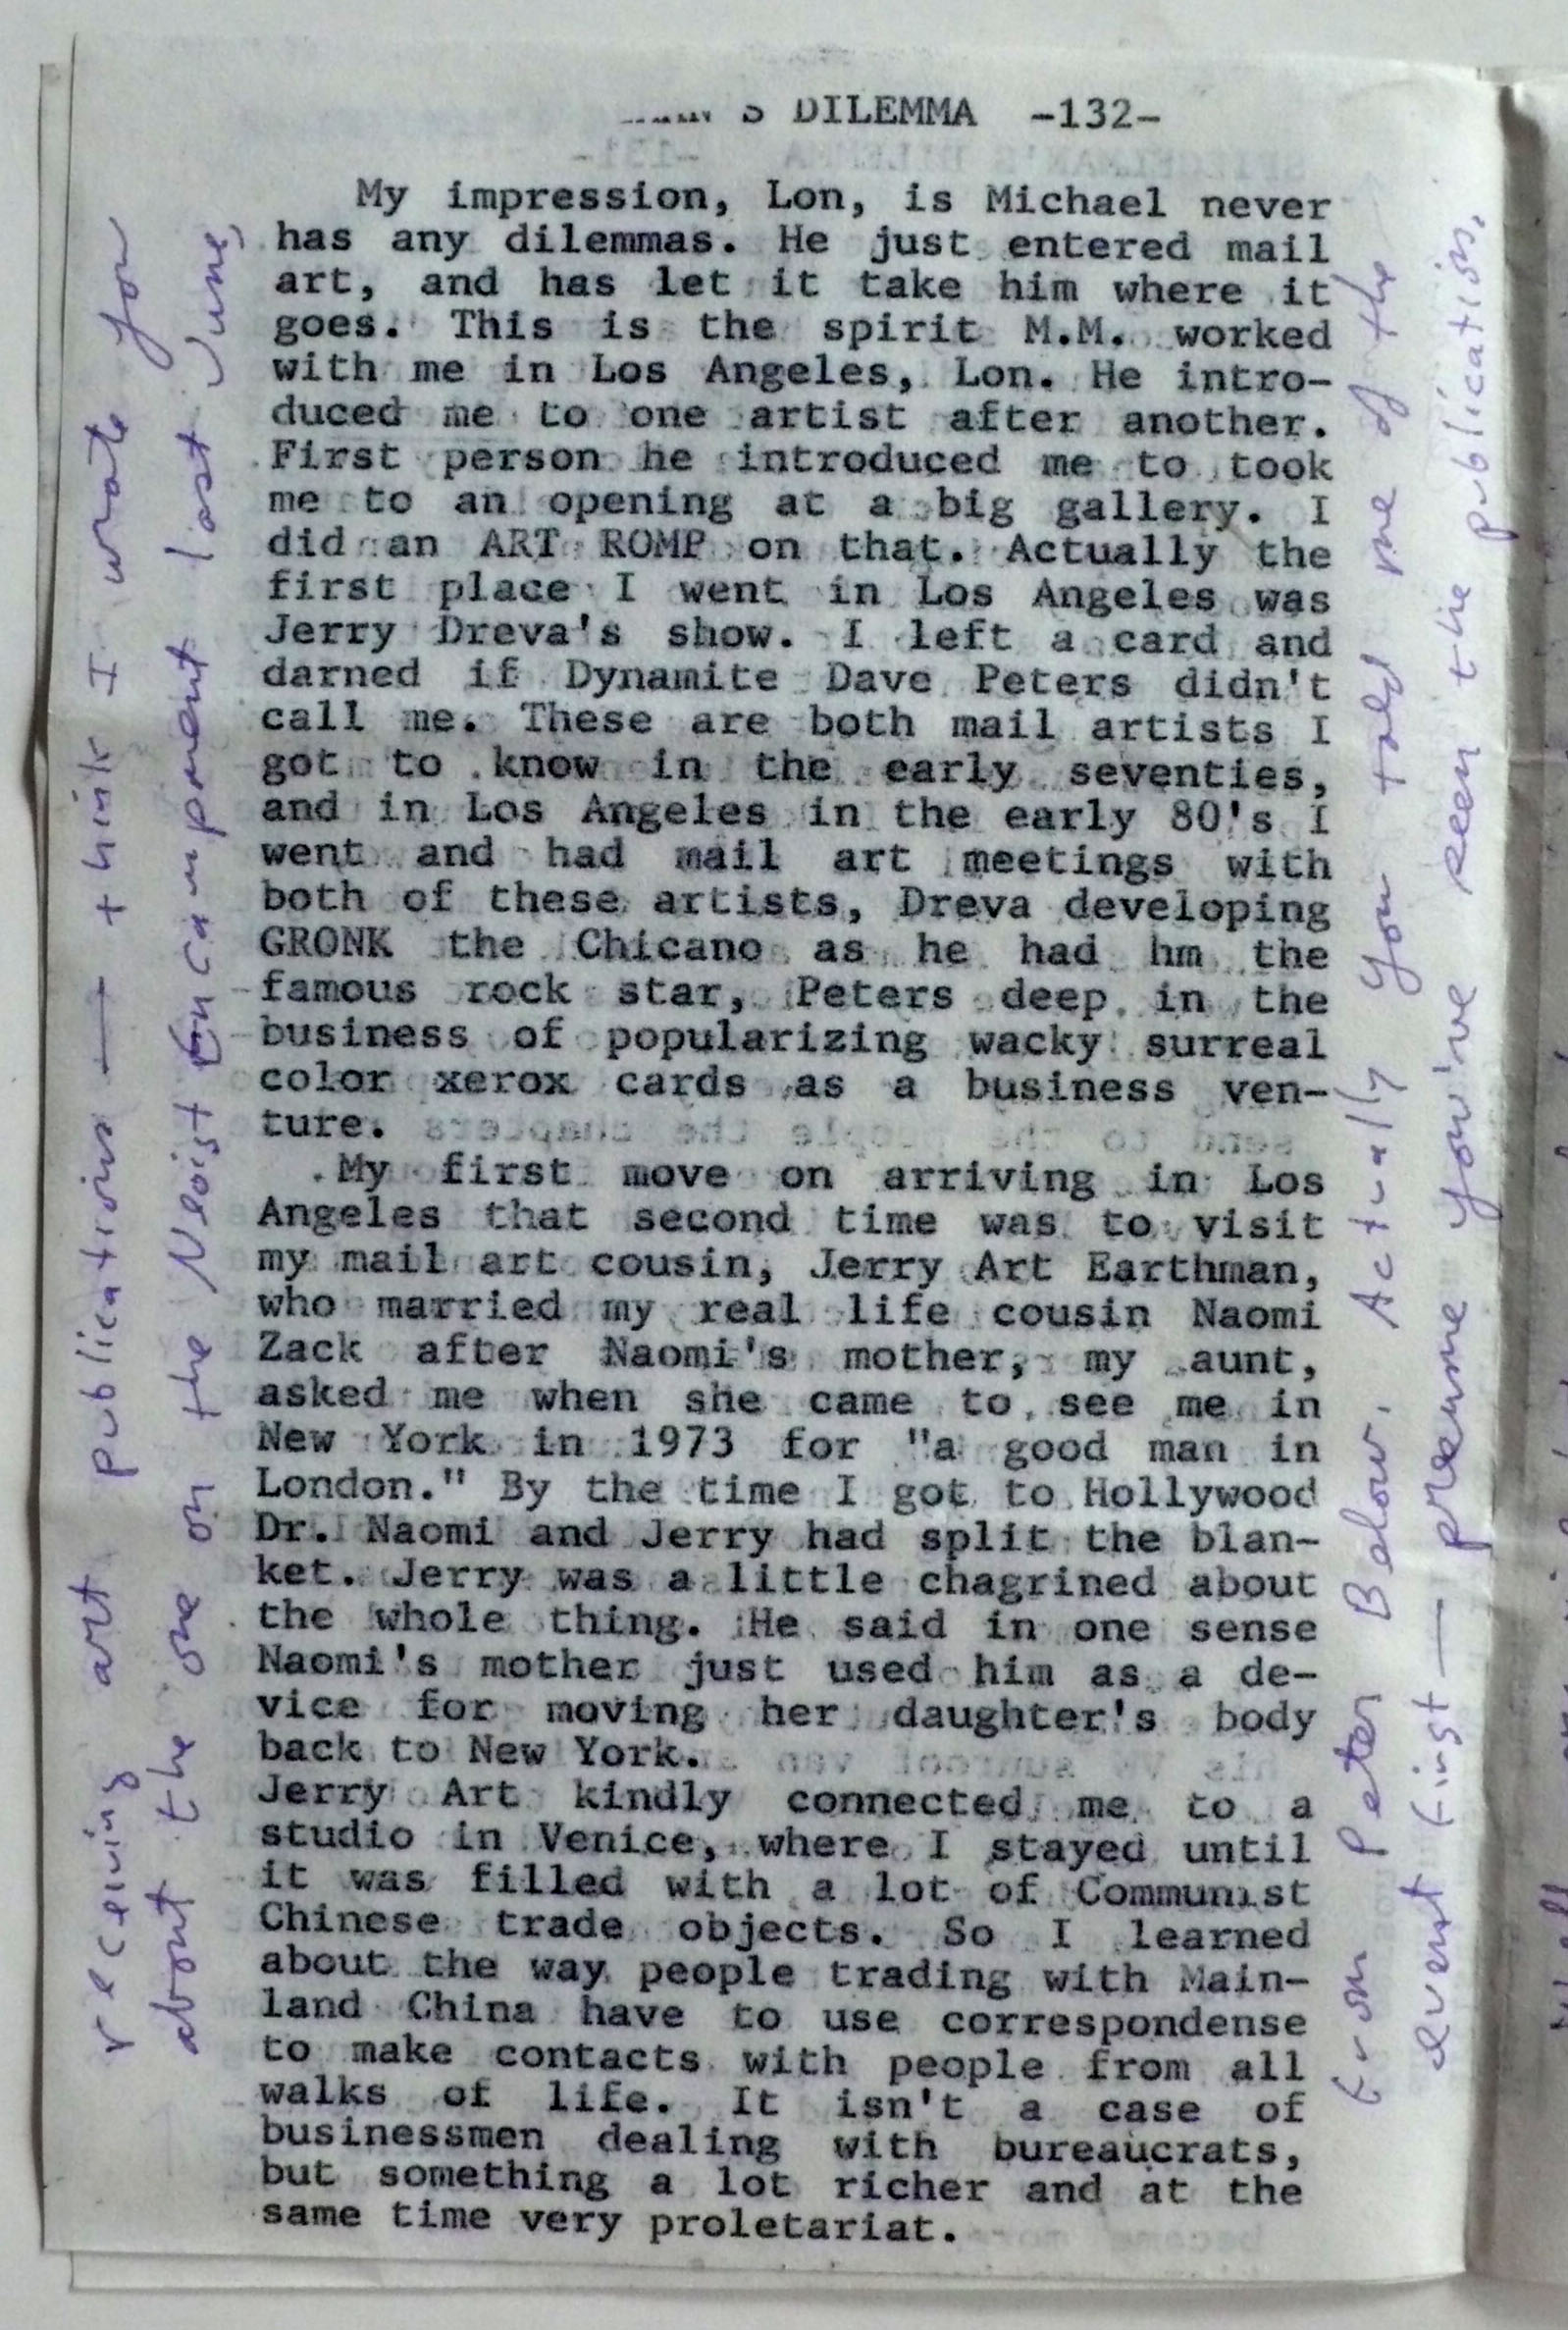 S DILEMMA -132-
My impression, Lon, is Michael never
has any dilemmas. He just entered mail
art, and has let it take him where it
goes. This is the spirit M.M. worked
with me in Los Angeles, Lon. He intro-
duced me to one artist after another.
First person he introduced me to took
me to an opening at a big gallery. I
did an ART ROMP on that. Actually the
first place I went in Los Angeles was
Jerry Dreva's show. I left a card and
darned if Dynamite Dave Peters didn't
call me. These are both mail artists I
got to know in the early seventies,
and in Los Angeles in the early 80's I
went and had mail art meetings with
both of these artists, Dreva developing
GRONK the Chicano as he had hm the
famous rock star, Peters deep in the
business of popularizing wacky surreal
color xerox cards as a business ven-
ture.
My first move on arriving in Los
Angeles that second time was to visit
my mail art cousin, Jerry Art Earthman,
who married my real life cousin Naomi
Zack after Naomi's mother, my aunt,
asked me when she came to see me in
New York in 1973 for "a good man in
London." By the time I got to Hollywood
Dr. Naomi and Jerry had split the blan-
ket. Jerry was a little chagrined about
the whole thing. He said in one sense
Naomi's mother just used him as a de-
vice for moving her daughter's body
back to New York.
Jerry Art kindly connected me to a
studio in Venice, where I stayed until
it was filled with a lot of Communist
Chinese trade objects. So I learned
about the way people trading with Main-
land China have to use correspondense
to make contacts with people from all
walks of life. It isn't a case of
businessmen dealing with bureaucrats,
but something a lot richer and at the
same time very proletariat.
receiving art publications — think I wrote you
about the one on the Neoist Encampment last June,
from Peter Below. Actually you told me of the
event first — presume you've seen the publication.